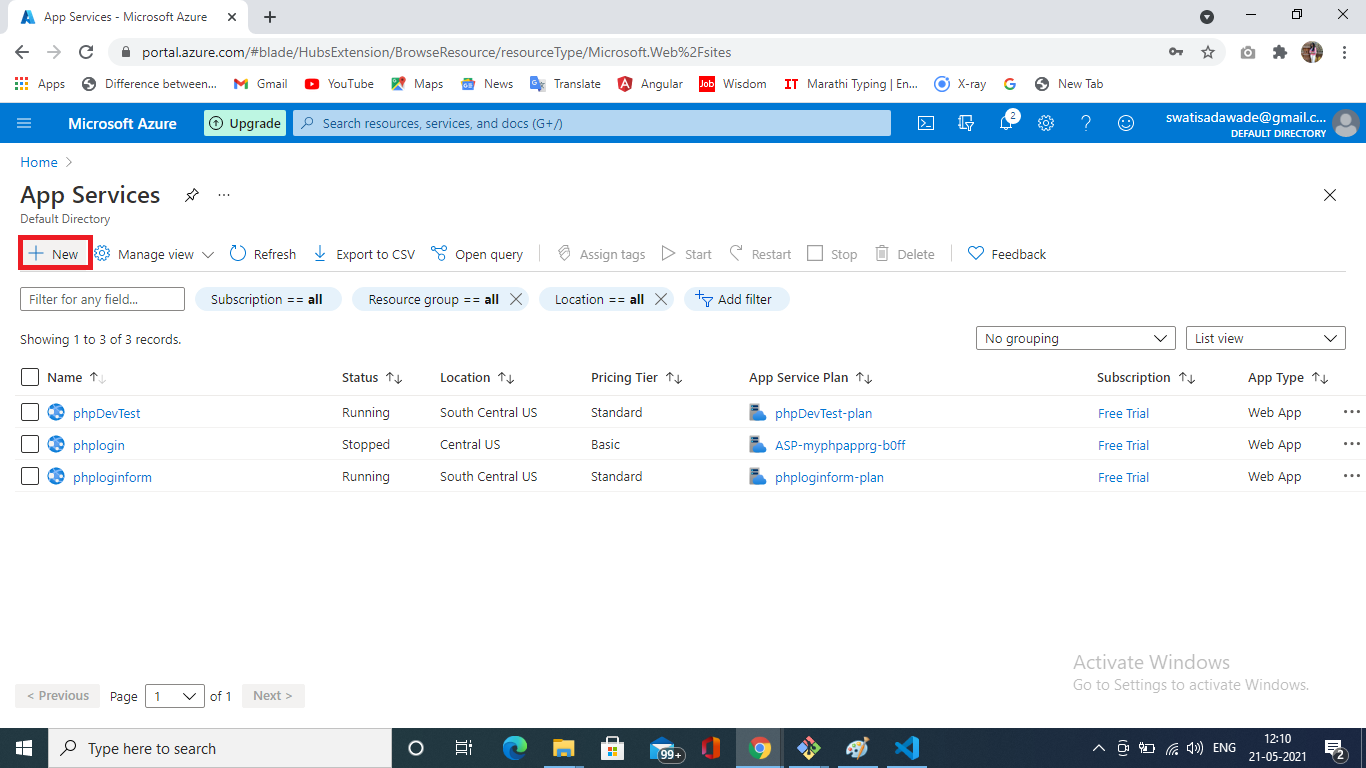 App Services - Microsoft Azure
portal.azure.com/#blade/HubsExtension/BrowseResource/resourceType/Microsoft.Web%2Fsites
Apps Difference between... Gmail YouTube Maps News Translate Angular Job Wisdom IT Marathi Typing | En... X-ray G New Tab
Microsoft Azure Upgrade Search resources, services, and docs (G+/) 2 swatisadawade@gmail.c...
DEFAULT DIRECTORY
Home >
App Services ...
Default Directory
+ New Manage view Refresh Export to CSV Open query Assign tags Start Restart Stop Delete Feedback
Filter for any field... Subscription == all Resource group == all Location == all Add filter
Showing 1 to 3 of 3 records. No grouping List view
Name Status Location Pricing Tier App Service Plan Subscription App Type
phpDevTest Running South Central US Standard phpDevTest-plan Free Trial Web App ...
phplogin Stopped Central US Basic ASP-myphpapprg-b0ff Free Trial Web App ...
phploginform Running South Central US Standard phploginform-plan Free Trial Web App ...
Activate Windows
Go to Settings to activate Windows.
< Previous Page 1 of 1 Next >
Type here to search 99+ ENG 12:10
21-05-2021 2